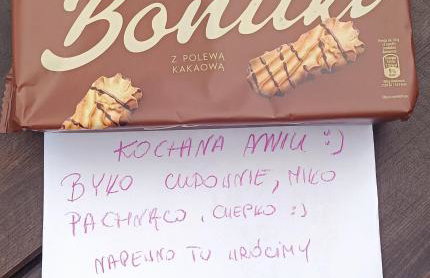 Bonitki
Z POLEWĄ
KAKAOWĄ
KOCHANA ANIU :)
BYŁO CUDOWNIE, MIŁO
PACHNĄCO, CIEPŁO :)
NAPEWNO TU WRÓCIMY